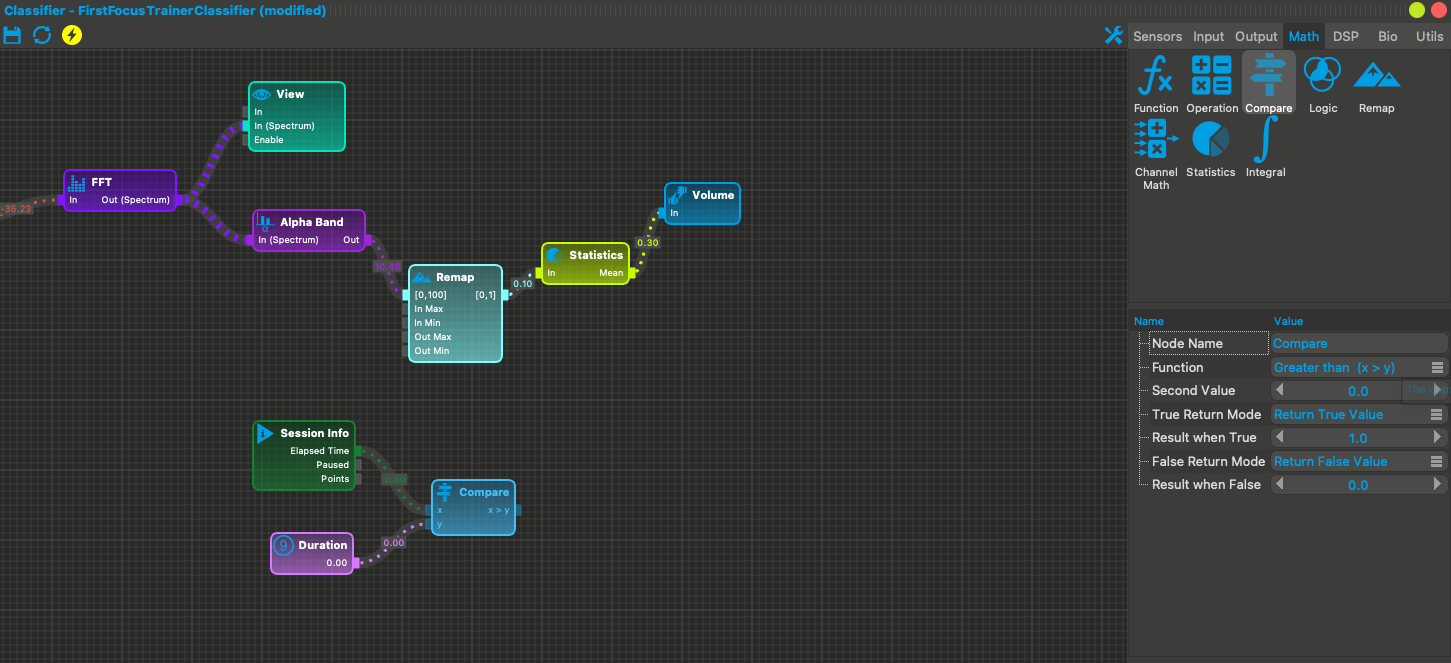 Classifier - FirstFocusTrainerClassifier (modified)
Sensors Input Output Math DSP Bio Utils
Function Operation Compare Logic Remap
Channel Math Statistics Integral
View
In
In (Spectrum)
Enable
FFT
In Out (Spectrum)
-35.23
Alpha Band
In (Spectrum) Out
Remap
[0,100] [0,1]
In Max
In Min
Out Max
Out Min
0.10
Statistics
In Mean
0.30
Volume
In
Session Info
Elapsed Time
Paused
Points
0.00
Compare
x x > y
y
Duration
9
0.00
0.00
Name Value
Node Name Compare
Function Greater than (x > y)
Second Value 0.0
True Return Mode Return True Value
Result when True 1.0
False Return Mode Return False Value
Result when False 0.0